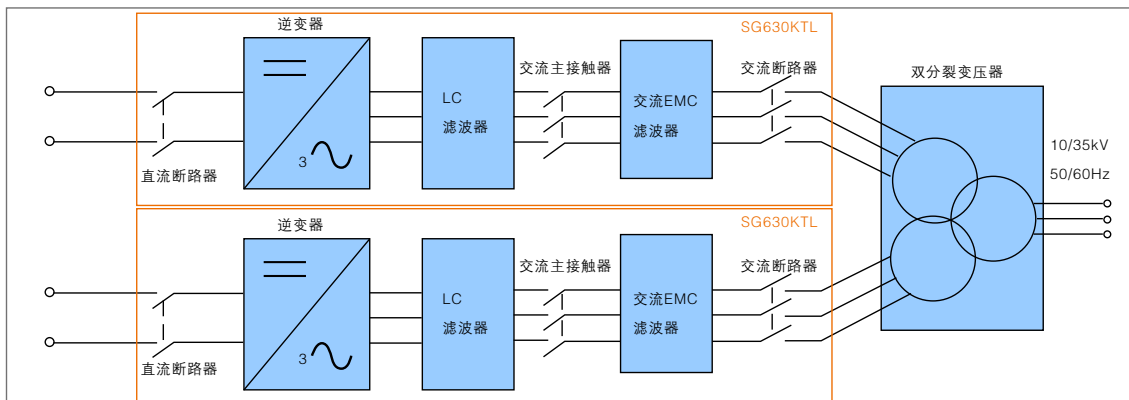 逆变器
SG630KTL
LC
滤波器
交流主接触器
交流EMC
滤波器
交流断路器
3
直流断路器
双分裂变压器
10/35kV
50/60Hz
逆变器
SG630KTL
LC
滤波器
交流主接触器
交流EMC
滤波器
交流断路器
3
直流断路器